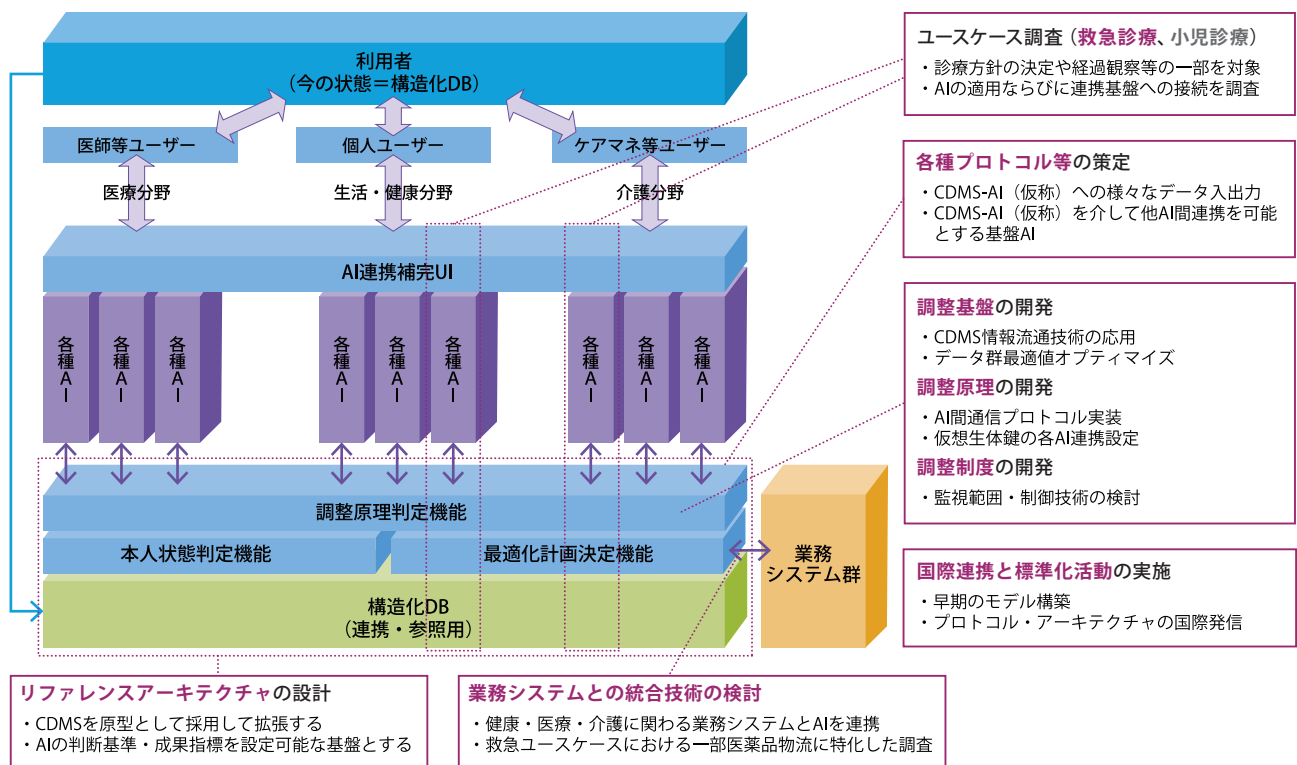 利用者
（今の状態＝構造化DB）
医師等ユーザー
個人ユーザー
ケアマネ等ユーザー
医療分野
生活・健康分野
介護分野
AI連携補完UI
各種AI
各種AI
各種AI
各種AI
各種AI
各種AI
各種AI
各種AI
各種AI
調整原理判定機能
本人状態判定機能
最適化計画決定機能
構造化DB
（連携・参照用）
業務
システム群
ユースケース調査（救急診療、小児診療）
・診療方針の決定や経過観察等の一部を対象
・AIの適用ならびに連携基盤への接続を調査
各種プロトコル等の策定
・CDMS-AI（仮称）への様々なデータ入出力
・CDMS-AI（仮称）を介して他AI間連携を可能
とする基盤AI
調整基盤の開発
・CDMS情報流通技術の応用
・データ群最適値オプティマイズ
調整原理の開発
・AI間通信プロトコル実装
・仮想生体鍵の各AI連携設定
調整制度の開発
・監視範囲・制御技術の検討
国際連携と標準化活動の実施
・早期のモデル構築
・プロトコル・アーキテクチャの国際発信
リファレンスアーキテクチャの設計
・CDMSを原型として採用して拡張する
・AIの判断基準・成果指標を設定可能な基盤とする
業務システムとの統合技術の検討
・健康・医療・介護に関わる業務システムとAIを連携
・救急ユースケースにおける一部医薬品物流に特化した調査